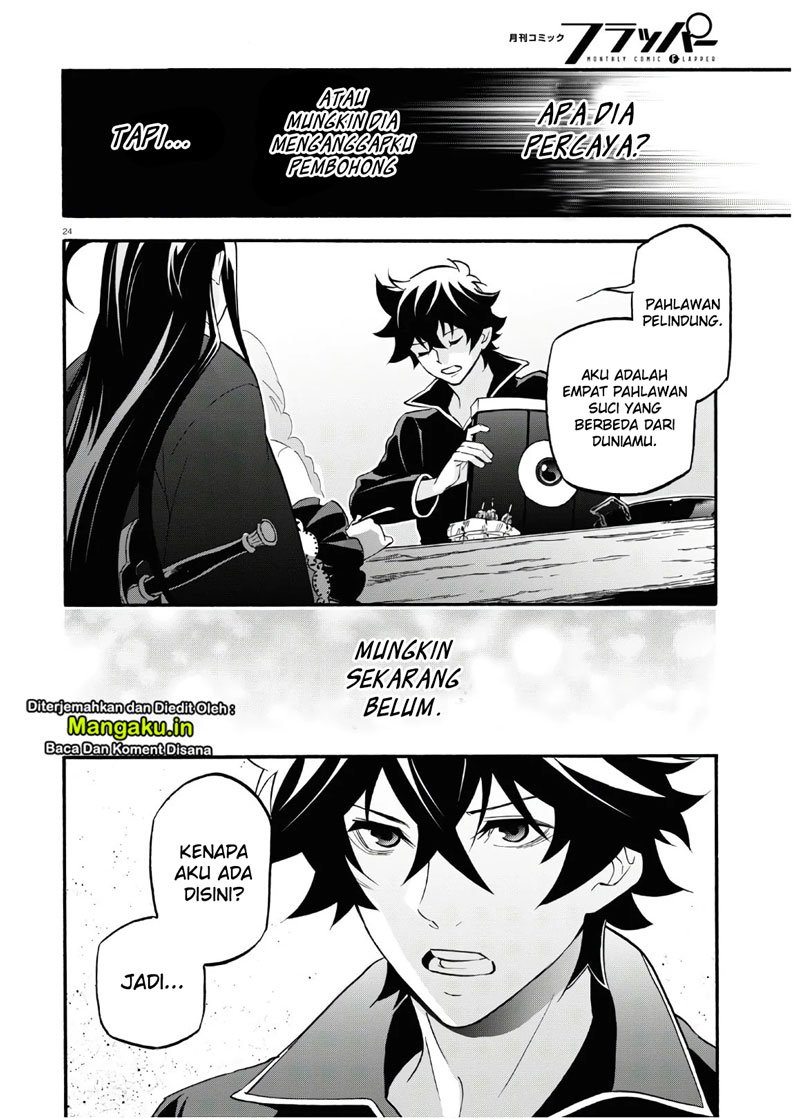 月刊コミック
フラッパー
MONTHLY COMIC FLAPPER
APA DIA
PERCAYA?
ATAU
MUNGKIN DIA
MENGANGGAPKU
PEMBOHONG
TAPI...
24
PAHLAWAN
PELINDUNG.
AKU ADALAH
EMPAT PAHLAWAN
SUCI YANG
BERBEDA DARI
DUNIAMU.
MUNGKIN
SEKARANG
BELUM.
Diterjemahkan dan Diedit Oleh :
Mangaku.in
Baca Dan Koment Disana
KENAPA
AKU ADA
DISINI?
JADI...